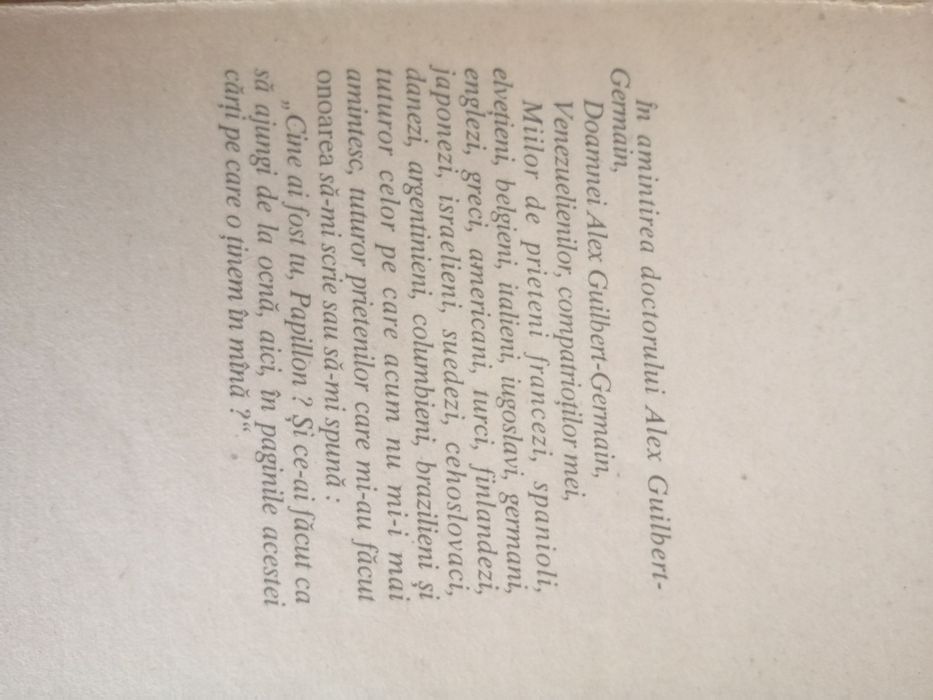 În amintirea doctorului Alex Guilbert-
Germain,
Doamnei Alex Guilbert-Germain,
Venezuelienilor, compatrioților mei,
Miilor de prieteni francezi, spanioli,
elvețieni, belgieni, italieni, iugoslavi, germani,
englezi, greci, americani, turci, finlandezi,
japonezi, israelieni, suedezi, cehoslovaci,
danezi, argentinieni, columbieni, brazilieni și
tuturor celor pe care acum nu mi-i mai
amintesc, tuturor prietenilor care mi-au făcut
onoarea să-mi scrie sau să-mi spună :
„Cine ai fost tu, Papillon ? Și ce-ai făcut ca
să ajungi de la ocnă, aici, în paginile acestei
cărți pe care o ținem în mînă ?“